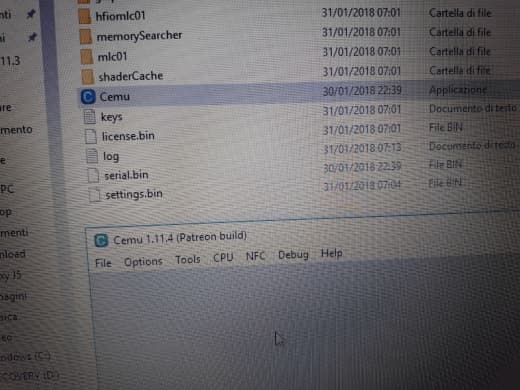 hfiomlc01 31/01/2018 07:01 Cartella di file
memorySearcher 31/01/2018 07:01 Cartella di file
mlc01 31/01/2018 07:01 Cartella di file
shaderCache 31/01/2018 07:01 Cartella di file
Cemu 30/01/2018 22:39 Applicazione
keys 31/01/2018 07:01 Documento di testo
license.bin 31/01/2018 07:01 File BIN
log 31/01/2018 07:13 Documento di testo
serial.bin 30/01/2018 22:39 File BIN
settings.bin 31/01/2018 07:04 File BIN
11.3
PC
op
menti
nload
xy J5
agini
ica
eo
ndows (C:)
COVERY (D:)
Cemu 1.11.4 (Patreon build)
File Options Tools CPU NFC Debug Help